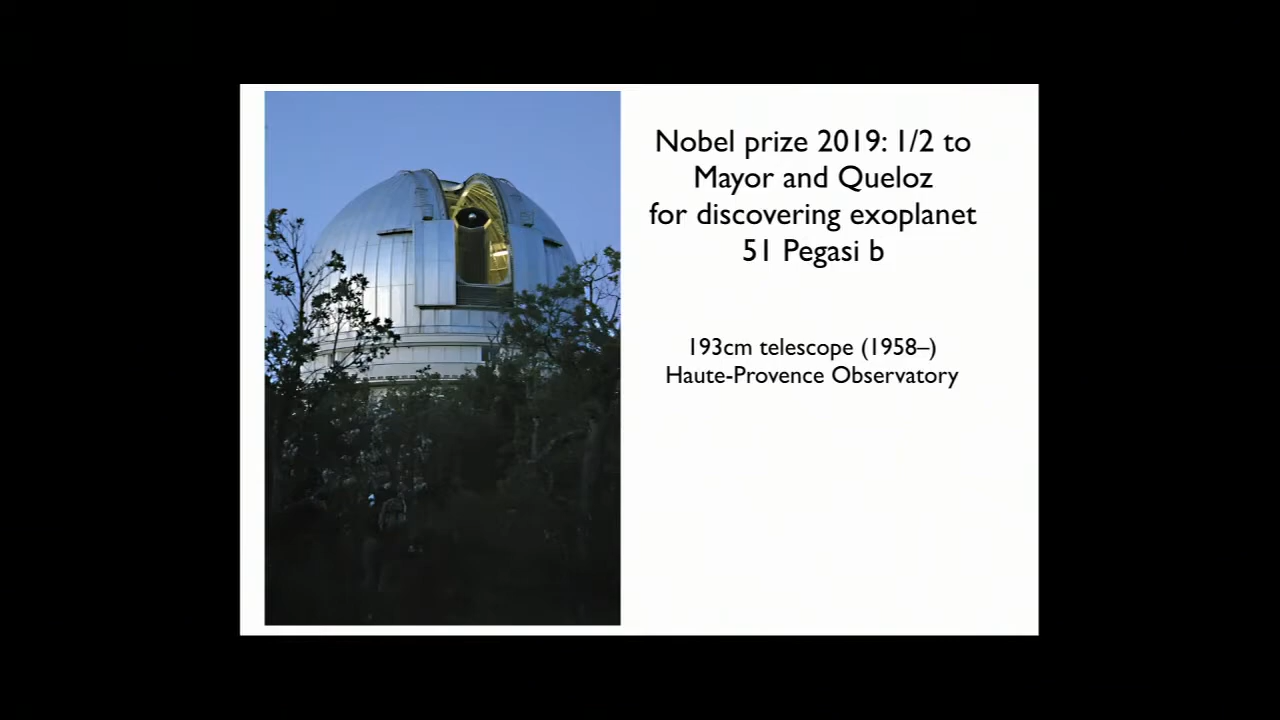 Nobel prize 2019: 1/2 to
Mayor and Queloz
for discovering exoplanet
51 Pegasi b
193cm telescope (1958–)
Haute-Provence Observatory